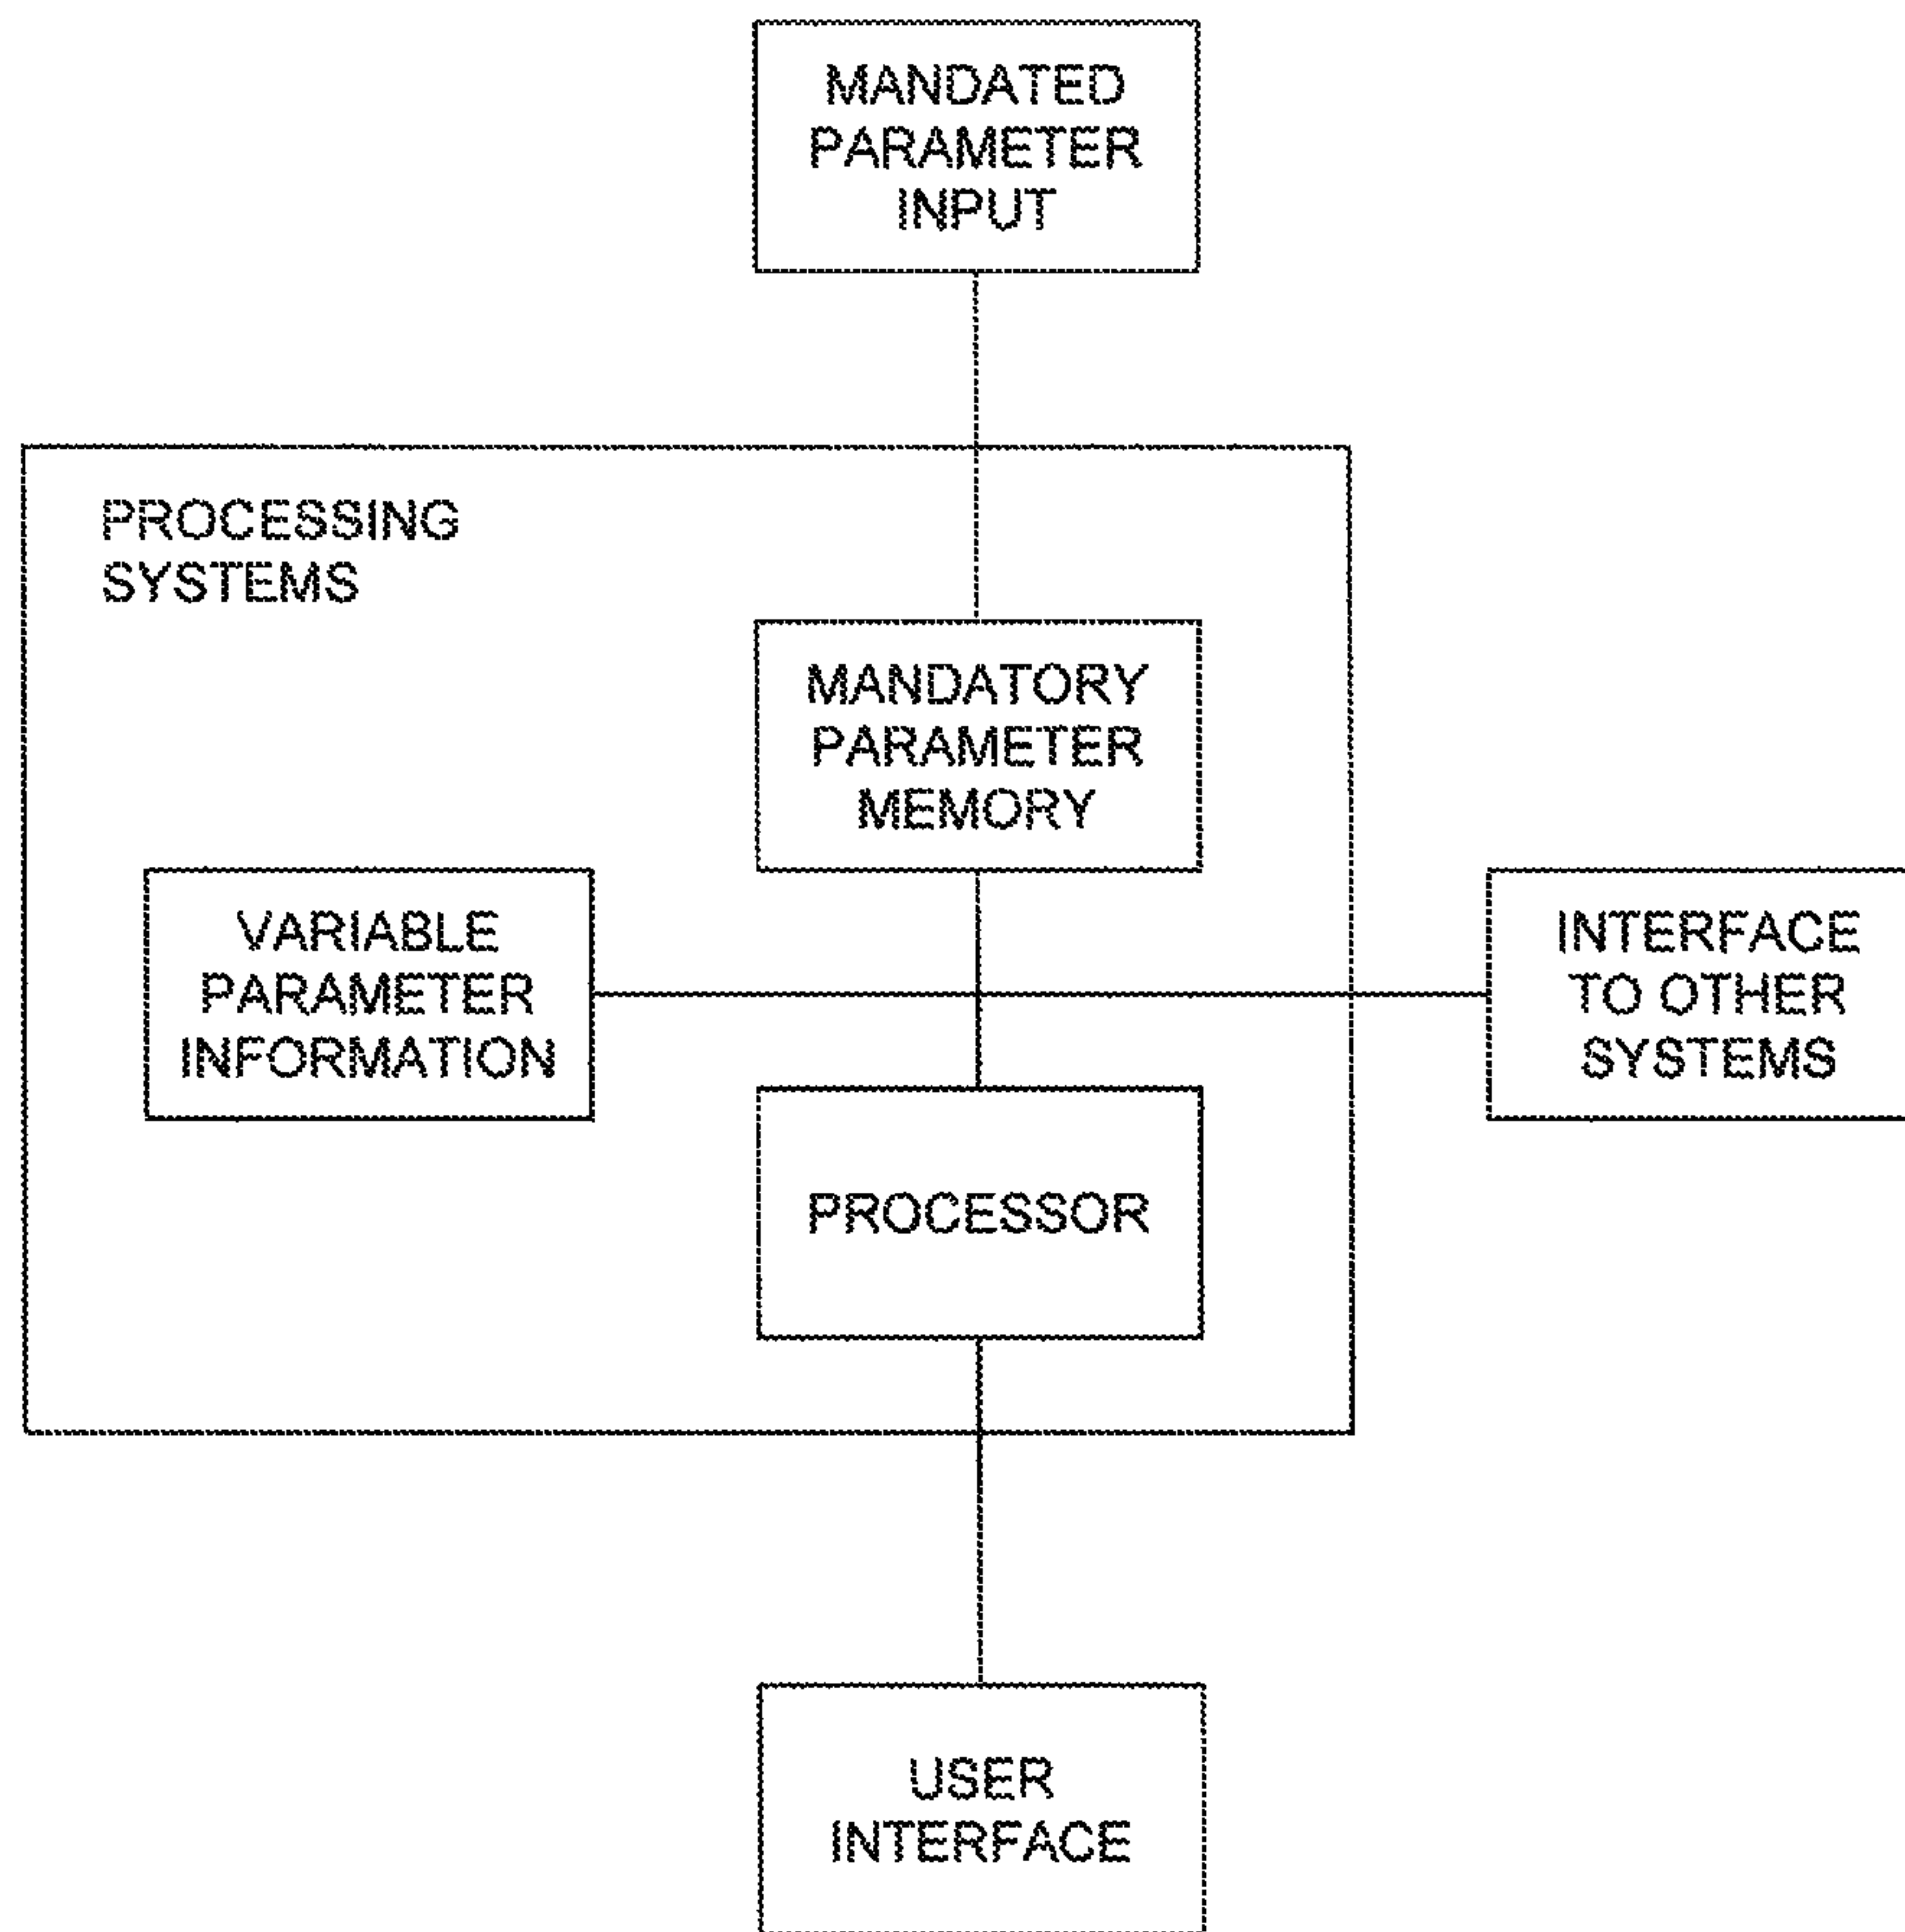 MANDATED
PARAMETER
INPUT
PROCESSING
SYSTEMS
MANDATORY
PARAMETER
MEMORY
VARIABLE
PARAMETER
INFORMATION
INTERFACE
TO OTHER
SYSTEMS
PROCESSOR
USER
INTERFACE